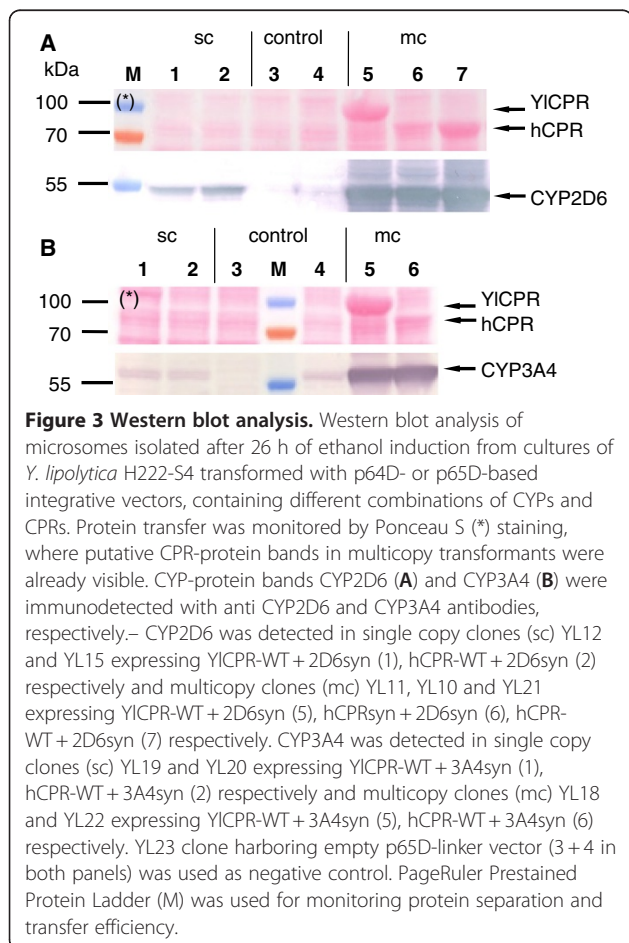 A
sc control mc
kDa M 1 2 3 4 5 6 7
100 (*) YlCPR
70 hCPR
55 CYP2D6
B
sc control mc
1 2 3 M 4 5 6
100 (*) YlCPR
70 hCPR
55 CYP3A4
Figure 3 Western blot analysis. Western blot analysis of
microsomes isolated after 26 h of ethanol induction from cultures of
Y. lipolytica H222-S4 transformed with p64D- or p65D-based
integrative vectors, containing different combinations of CYPs and
CPRs. Protein transfer was monitored by Ponceau S (*) staining,
where putative CPR-protein bands in multicopy transformants were
already visible. CYP-protein bands CYP2D6 (A) and CYP3A4 (B) were
immunodetected with anti CYP2D6 and CYP3A4 antibodies,
respectively.– CYP2D6 was detected in single copy clones (sc) YL12
and YL15 expressing YlCPR-WT + 2D6syn (1), hCPR-WT + 2D6syn (2)
respectively and multicopy clones (mc) YL11, YL10 and YL21
expressing YlCPR-WT + 2D6syn (5), hCPRsyn + 2D6syn (6), hCPR-
WT + 2D6syn (7) respectively. CYP3A4 was detected in single copy
clones (sc) YL19 and YL20 expressing YlCPR-WT + 3A4syn (1),
hCPR-WT + 3A4syn (2) respectively and multicopy clones (mc) YL18
and YL22 expressing YlCPR-WT + 3A4syn (5), hCPR-WT + 3A4syn (6)
respectively. YL23 clone harboring empty p65D-linker vector (3 + 4 in
both panels) was used as negative control. PageRuler Prestained
Protein Ladder (M) was used for monitoring protein separation and
transfer efficiency.